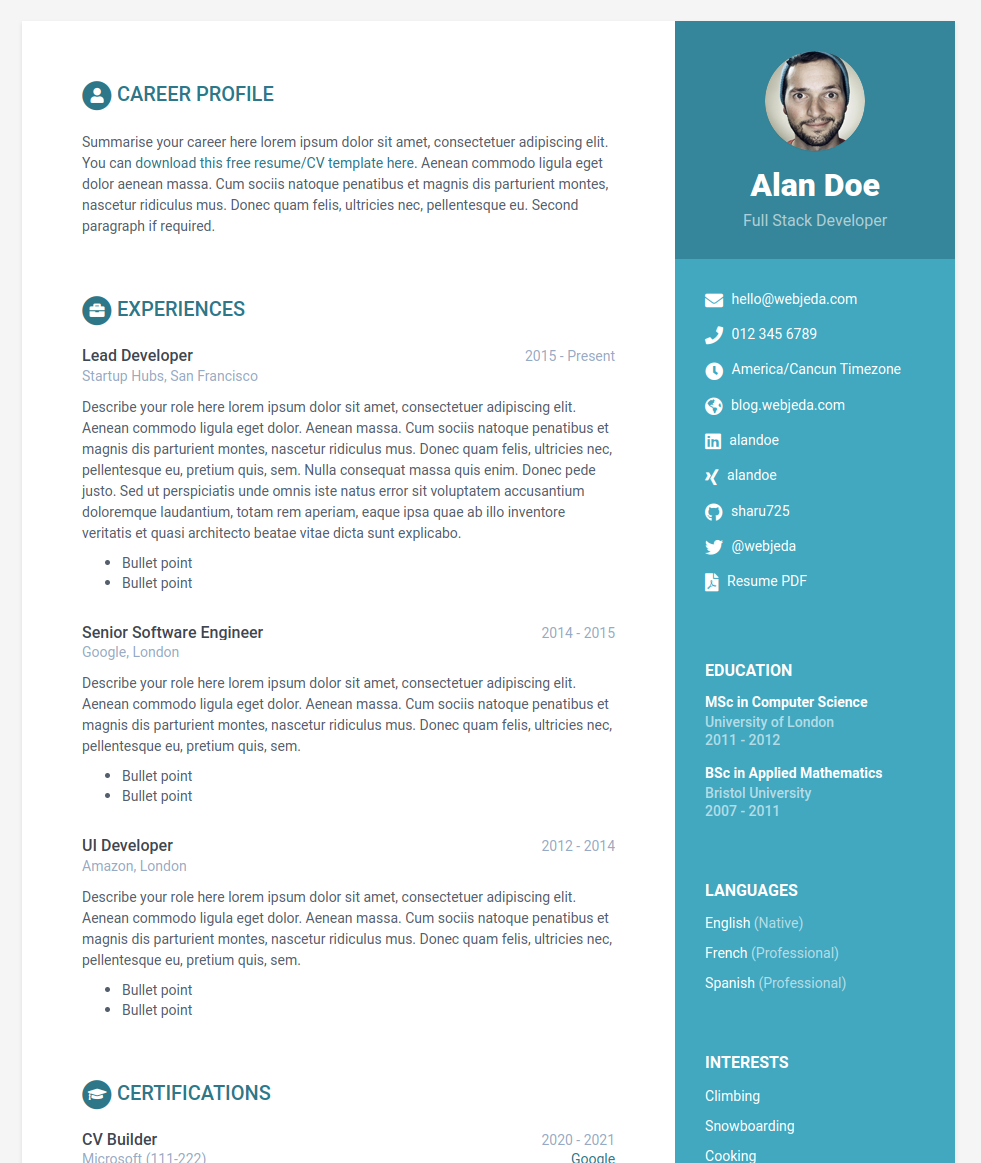 CAREER PROFILE
Summarise your career here lorem ipsum dolor sit amet, consectetuer adipiscing elit.
You can download this free resume/CV template here. Aenean commodo ligula eget
dolor aenean massa. Cum sociis natoque penatibus et magnis dis parturient montes,
nascetur ridiculus mus. Donec quam felis, ultricies nec, pellentesque eu. Second
paragraph if required.
EXPERIENCES
Lead Developer
2015 - Present
Startup Hubs, San Francisco
Describe your role here lorem ipsum dolor sit amet, consectetuer adipiscing elit.
Aenean commodo ligula eget dolor. Aenean massa. Cum sociis natoque penatibus et
magnis dis parturient montes, nascetur ridiculus mus. Donec quam felis, ultricies nec,
pellentesque eu, pretium quis, sem. Nulla consequat massa quis enim. Donec pede
justo. Sed ut perspiciatis unde omnis iste natus error sit voluptatem accusantium
doloremque laudantium, totam rem aperiam, eaque ipsa quae ab illo inventore
veritatis et quasi architecto beatae vitae dicta sunt explicabo.
• Bullet point
• Bullet point
Senior Software Engineer
2014 - 2015
Google, London
Describe your role here lorem ipsum dolor sit amet, consectetuer adipiscing elit.
Aenean commodo ligula eget dolor. Aenean massa. Cum sociis natoque penatibus et
magnis dis parturient montes, nascetur ridiculus mus. Donec quam felis, ultricies nec,
pellentesque eu, pretium quis, sem.
• Bullet point
• Bullet point
UI Developer
2012 - 2014
Amazon, London
Describe your role here lorem ipsum dolor sit amet, consectetuer adipiscing elit.
Aenean commodo ligula eget dolor. Aenean massa. Cum sociis natoque penatibus et
magnis dis parturient montes, nascetur ridiculus mus. Donec quam felis, ultricies nec,
pellentesque eu, pretium quis, sem.
• Bullet point
• Bullet point
CERTIFICATIONS
CV Builder
2020 - 2021
Microsoft (111-222)
Google
Alan Doe
Full Stack Developer
hello@webjeda.com
012 345 6789
America/Cancun Timezone
blog.webjeda.com
alandoe
alandoe
sharu725
@webjeda
Resume PDF
EDUCATION
MSc in Computer Science
University of London
2011 - 2012
BSc in Applied Mathematics
Bristol University
2007 - 2011
LANGUAGES
English (Native)
French (Professional)
Spanish (Professional)
INTERESTS
Climbing
Snowboarding
Cooking